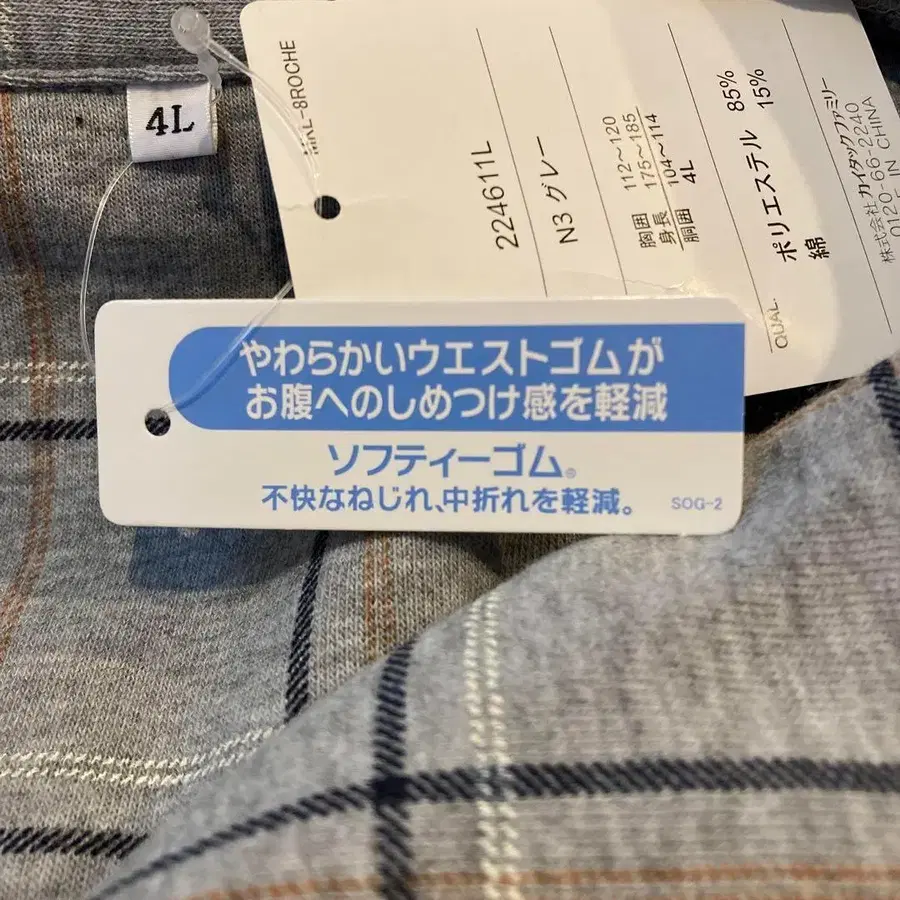 4L
MKL-8ROCHE
224611L
N3 グレー
胸囲 112～120
身長 175～185
胴囲 104～114
4L
QUAL.
ポリエステル 85%
綿 15%
株式会社カイタックファミリー
0120-66-2240
IN CHINA
やわらかいウエストゴムが
お腹へのしめつけ感を軽減
ソフティーゴム®
不快なねじれ、中折れを軽減。
SOG-2